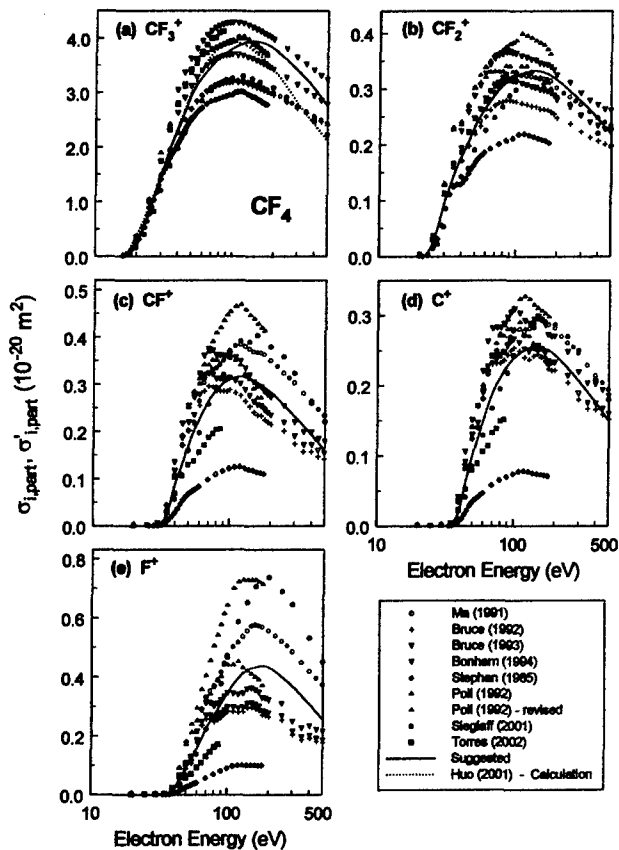 (a) CF3+
(b) CF2+
4.0
3.0
2.0
1.0
0.0
CF4
0.4
0.3
0.2
0.1
0.0
(c) CF+
(d) C+
0.5
0.4
0.3
0.2
0.1
0.0
0.3
0.2
0.1
0.0
σi,part, σ'i,part (10-20 m2)
10
100
500
Electron Energy (eV)
(e) F+
0.8
0.6
0.4
0.2
0.0
10
100
500
Electron Energy (eV)
Ma (1991)
Bruce (1992)
Bruce (1993)
Bonham (1994)
Stephan (1985)
Poll (1992)
Poll (1992) - revised
Sieglaff (2001)
Torres (2002)
Suggested
Huo (2001) - Calculation